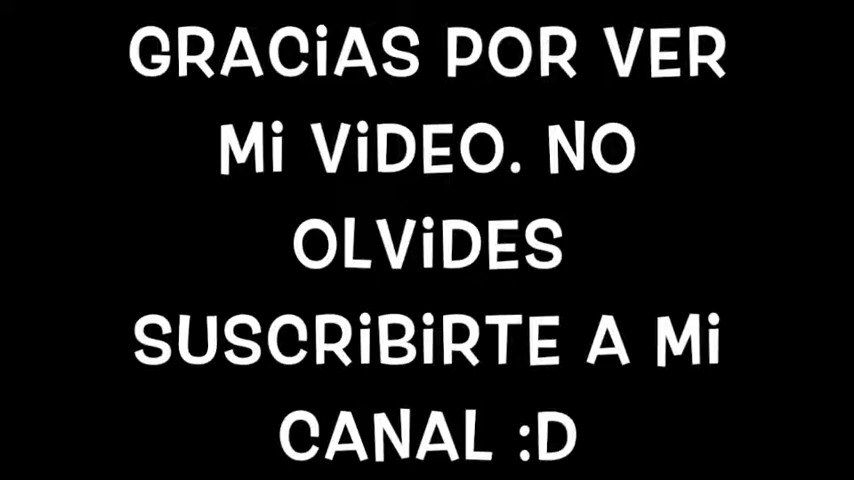 GRACiAS POR VER
Mi ViDEO. NO
OLViDES
SUSCRiBiRTE A Mi
CANAL :D